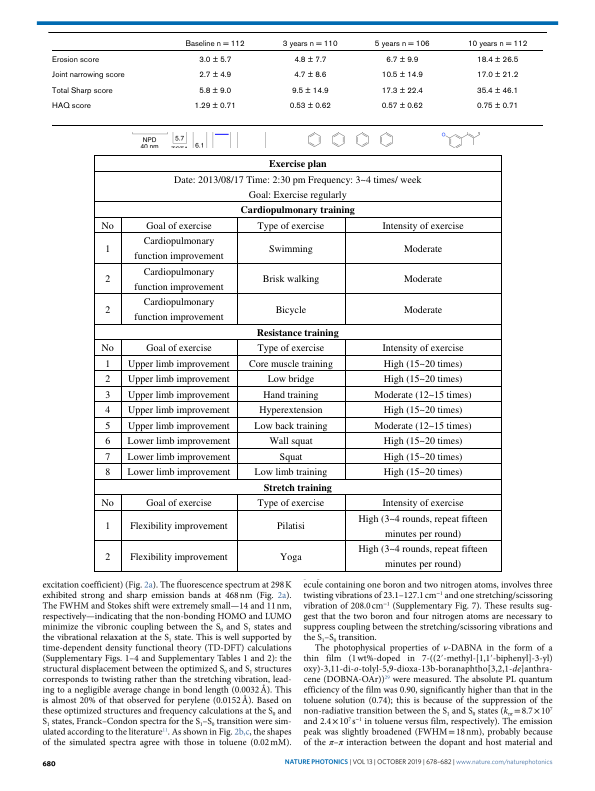 Baseline n = 112 3 years n = 110 5 years n = 106 10 years n = 112
Erosion score 3.0 ± 5.7 4.8 ± 7.7 6.7 ± 9.9 18.4 ± 26.5
Joint narrowing score 2.7 ± 4.9 4.7 ± 8.6 10.5 ± 14.9 17.0 ± 21.2
Total Sharp score 5.8 ± 9.0 9.5 ± 14.9 17.3 ± 22.4 35.4 ± 46.1
HAQ score 1.29 ± 0.71 0.53 ± 0.62 0.57 ± 0.62 0.75 ± 0.71
NPD 5.7
40 nm 6.1
Exercise plan
Date: 2013/08/17 Time: 2:30 pm Frequency: 3~4 times/ week
Goal: Exercise regularly
Cardiopulmonary training
No Goal of exercise Type of exercise Intensity of exercise
1 Cardiopulmonary function improvement Swimming Moderate
2 Cardiopulmonary function improvement Brisk walking Moderate
2 Cardiopulmonary function improvement Bicycle Moderate
Resistance training
No Goal of exercise Type of exercise Intensity of exercise
1 Upper limb improvement Core muscle training High (15~20 times)
2 Upper limb improvement Low bridge High (15~20 times)
3 Upper limb improvement Hand training Moderate (12~15 times)
4 Upper limb improvement Hyperextension High (15~20 times)
5 Upper limb improvement Low back training Moderate (12~15 times)
6 Lower limb improvement Wall squat High (15~20 times)
7 Lower limb improvement Squat High (15~20 times)
8 Lower limb improvement Low limb training High (15~20 times)
Stretch training
No Goal of exercise Type of exercise Intensity of exercise
1 Flexibility improvement Pilatisi High (3~4 rounds, repeat fifteen minutes per round)
2 Flexibility improvement Yoga High (3~4 rounds, repeat fifteen minutes per round)
excitation coefficient) (Fig. 2a). The fluorescence spectrum at 298 K
exhibited strong and sharp emission bands at 468 nm (Fig. 2a).
The FWHM and Stokes shift were extremely small—14 and 11 nm,
respectively—indicating that the non-bonding HOMO and LUMO
minimize the vibronic coupling between the S₀ and S₁ states and
the vibrational relaxation at the S₁ state. This is well supported by
time-dependent density functional theory (TD-DFT) calculations
(Supplementary Figs. 1–4 and Supplementary Tables 1 and 2): the
structural displacement between the optimized S₀ and S₁ structures
corresponds to twisting rather than the stretching vibration, lead-
ing to a negligible average change in bond length (0.0032 Å). This
is almost 20% of that observed for perylene (0.0152 Å). Based on
these optimized structures and frequency calculations at the S₀ and
S₁ states, Franck–Condon spectra for the S₁–S₀ transition were sim-
ulated according to the literature¹¹. As shown in Fig. 2b,c, the shapes
of the simulated spectra agree with those in toluene (0.02 mM).
ecule containing one boron and two nitrogen atoms, involves three
twisting vibrations of 23.1–127.1 cm⁻¹ and one stretching/scissoring
vibration of 208.0 cm⁻¹ (Supplementary Fig. 7). These results sug-
gest that the two boron and four nitrogen atoms are necessary to
suppress coupling between the stretching/scissoring vibrations and
the S₁–S₀ transition.
The photophysical properties of ν-DABNA in the form of a
thin film (1 wt%-doped in 7-((2′-methyl-[1,1′-biphenyl]-3-yl)
oxy)-3,11-di-o-tolyl-5,9-dioxa-13b-boranaphtho[3,2,1-de]anthra-
cene (DOBNA-OAr))²⁹ were measured. The absolute PL quantum
efficiency of the film was 0.90, significantly higher than that in the
toluene solution (0.74); this is because of the suppression of the
non-radiative transition between the S₁ and S₀ states (knr = 8.7 × 10⁷
and 2.4 × 10⁷ s⁻¹ in toluene versus film, respectively). The emission
peak was slightly broadened (FWHM = 18 nm), probably because
of the π–π interaction between the dopant and host material and
680 NATURE PHOTONICS | VOL 13 | OCTOBER 2019 | 678–682 | www.nature.com/naturephotonics